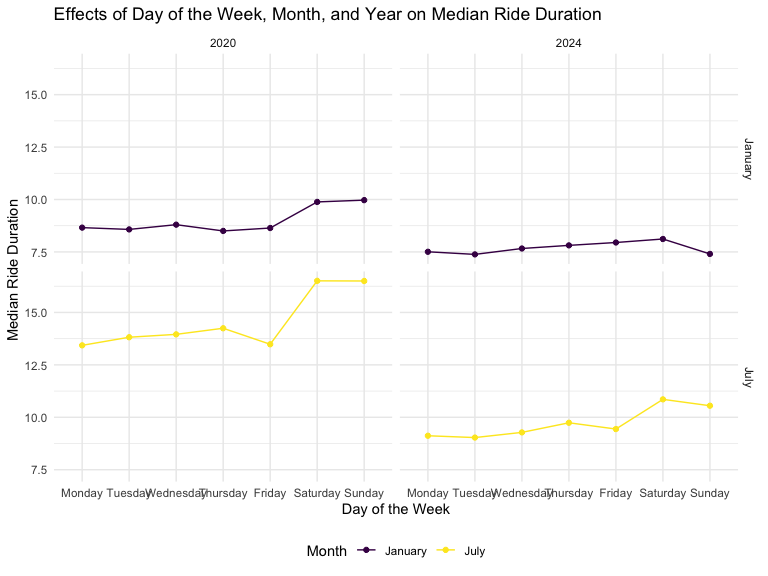 Effects of Day of the Week, Month, and Year on Median Ride Duration
2020 2024
15.0
12.5
10.0
7.5
January
15.0
12.5
10.0
7.5
July
Median Ride Duration
Monday Tuesday Wednesday Thursday Friday Saturday Sunday Monday Tuesday Wednesday Thursday Friday Saturday Sunday
Day of the Week
Month January July